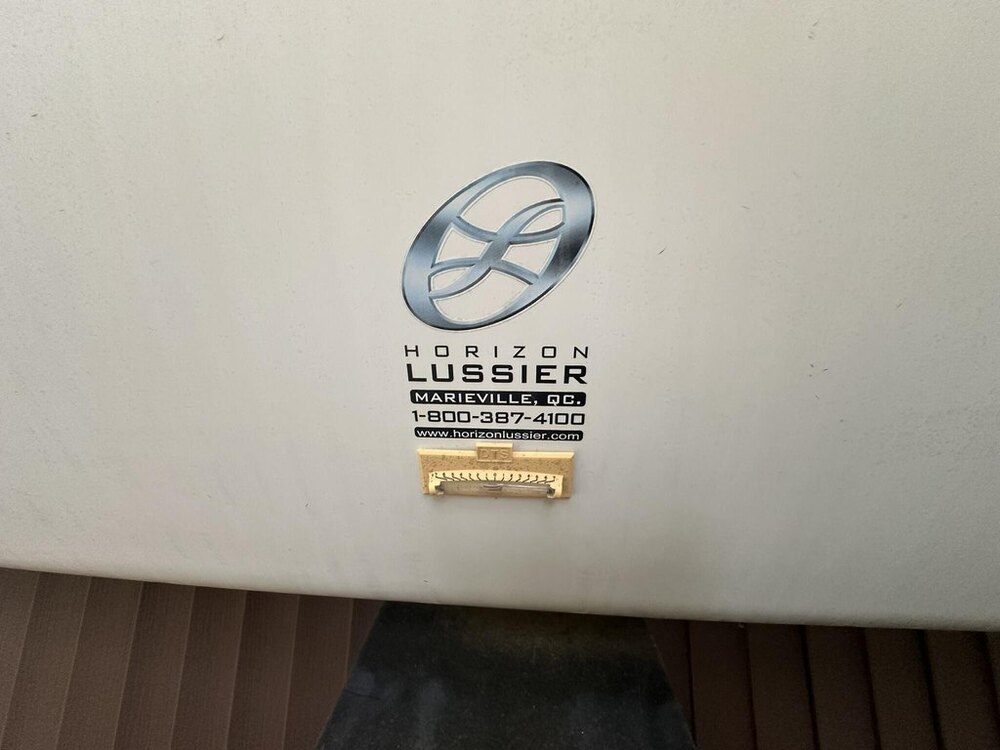 HORIZON
LUSSIER
MARIEVILLE, QC.
1-800-387-4100
www.horizonlussier.com
DTS